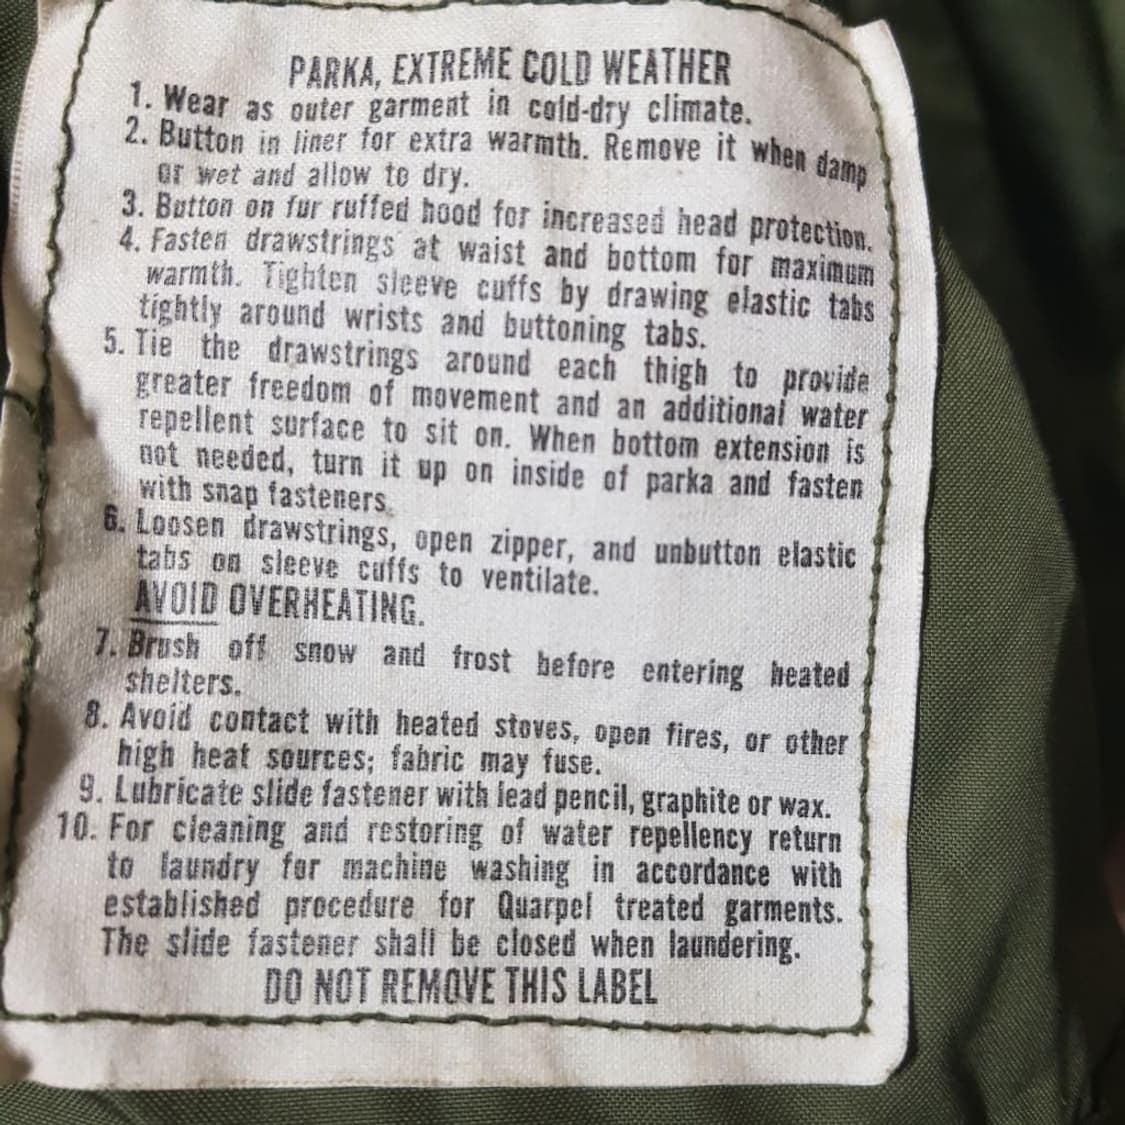 PARKA, EXTREME COLD WEATHER
1. Wear as outer garment in cold-dry climate.
2. Button in liner for extra warmth. Remove it when damp
or wet and allow to dry.
3. Button on fur ruffed hood for increased head protection.
4. Fasten drawstrings at waist and bottom for maximum
warmth. Tighten sleeve cuffs by drawing elastic tabs
tightly around wrists and buttoning tabs.
5. Tie the drawstrings around each thigh to provide
greater freedom of movement and an additional water
repellent surface to sit on. When bottom extension is
not needed, turn it up on inside of parka and fasten
with snap fasteners.
6. Loosen drawstrings, open zipper, and unbutton elastic
tabs on sleeve cuffs to ventilate.
AVOID OVERHEATING.
7. Brush off snow and frost before entering heated
shelters.
8. Avoid contact with heated stoves, open fires, or other
high heat sources; fabric may fuse.
9. Lubricate slide fastener with lead pencil, graphite or wax.
10. For cleaning and restoring of water repellency return
to laundry for machine washing in accordance with
established procedure for Quarpel treated garments.
The slide fastener shall be closed when laundering.
DO NOT REMOVE THIS LABEL